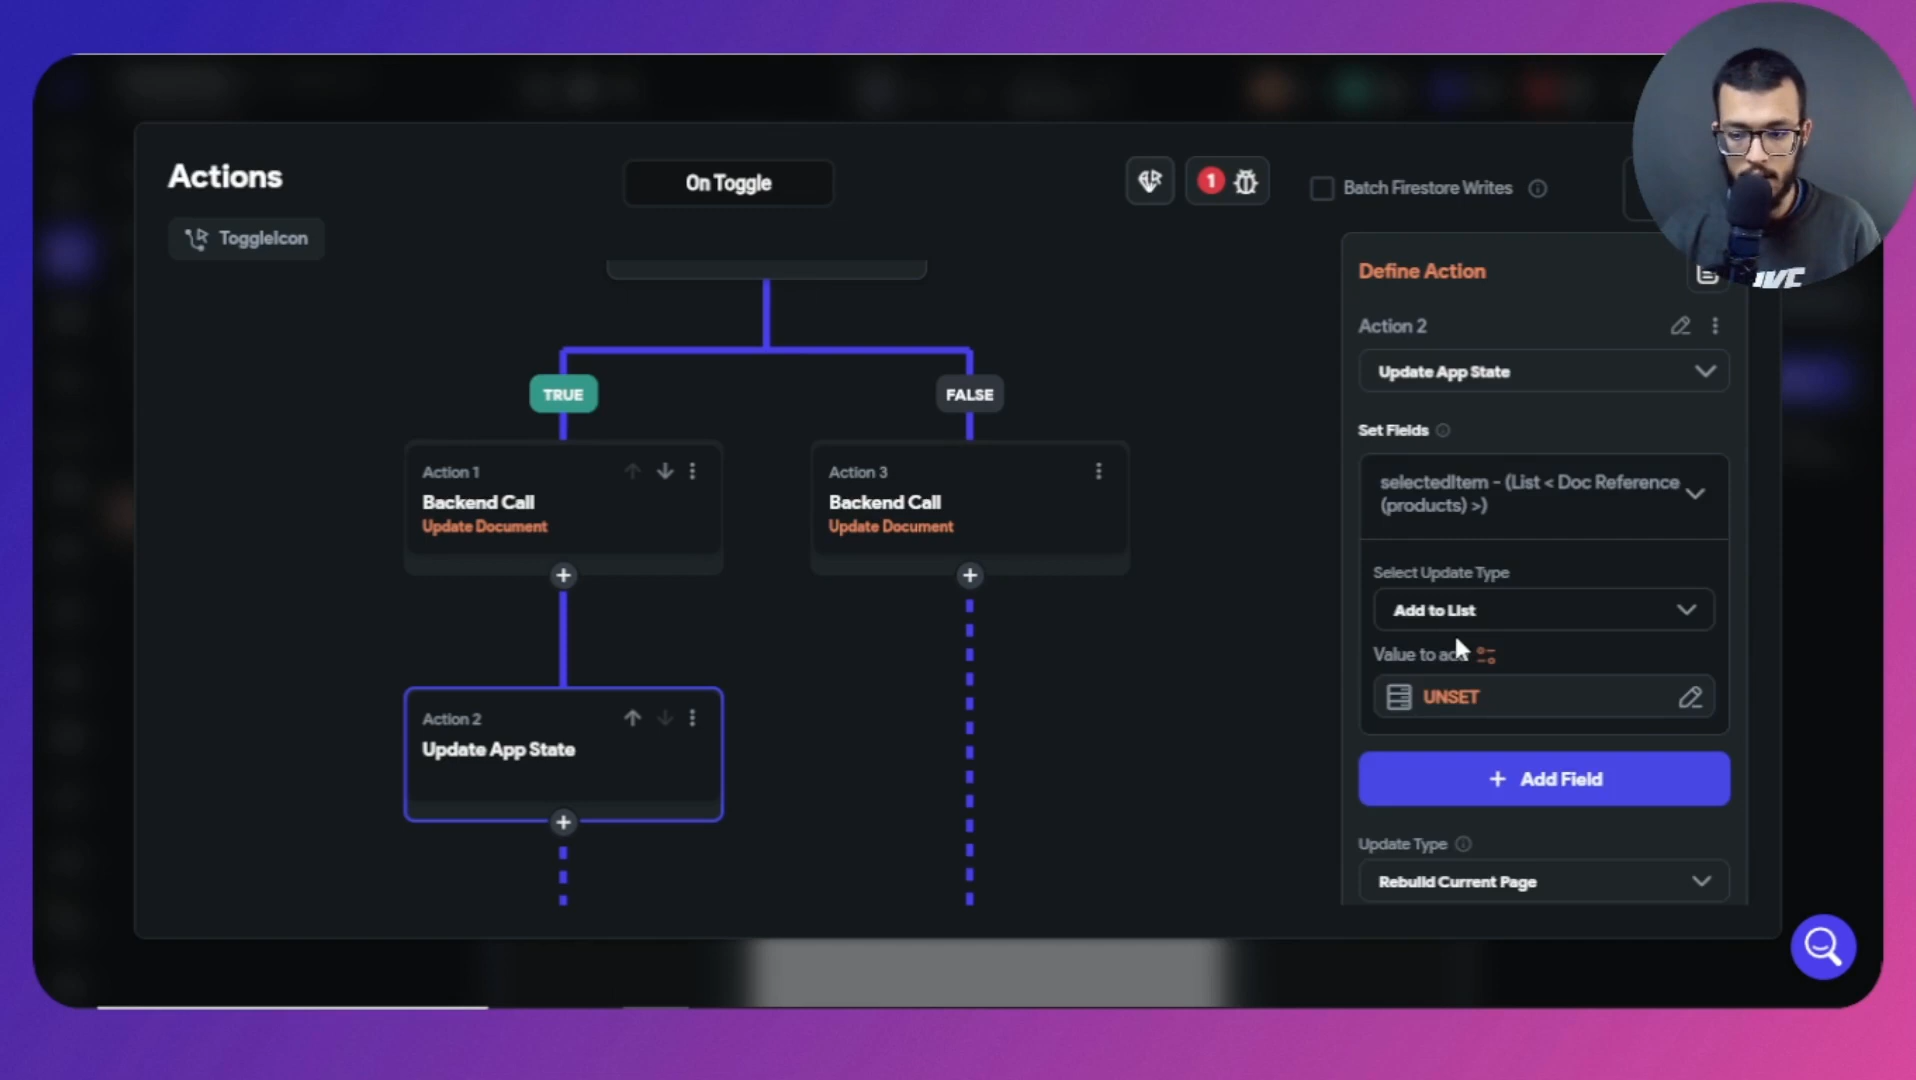 Actions
On Toggle
1
Batch Firestore Writes
ToggleIcon
Define Action
Action 2
Update App State
TRUE
FALSE
Set Fields
Action 1
Backend Call
Update Document
Action 3
Backend Call
Update Document
selectedItem - (List < Doc Reference
(products) >)
Select Update Type
Add to List
Value to
UNSET
Action 2
Update App State
+ Add Field
Update Type
Rebuild Current Page